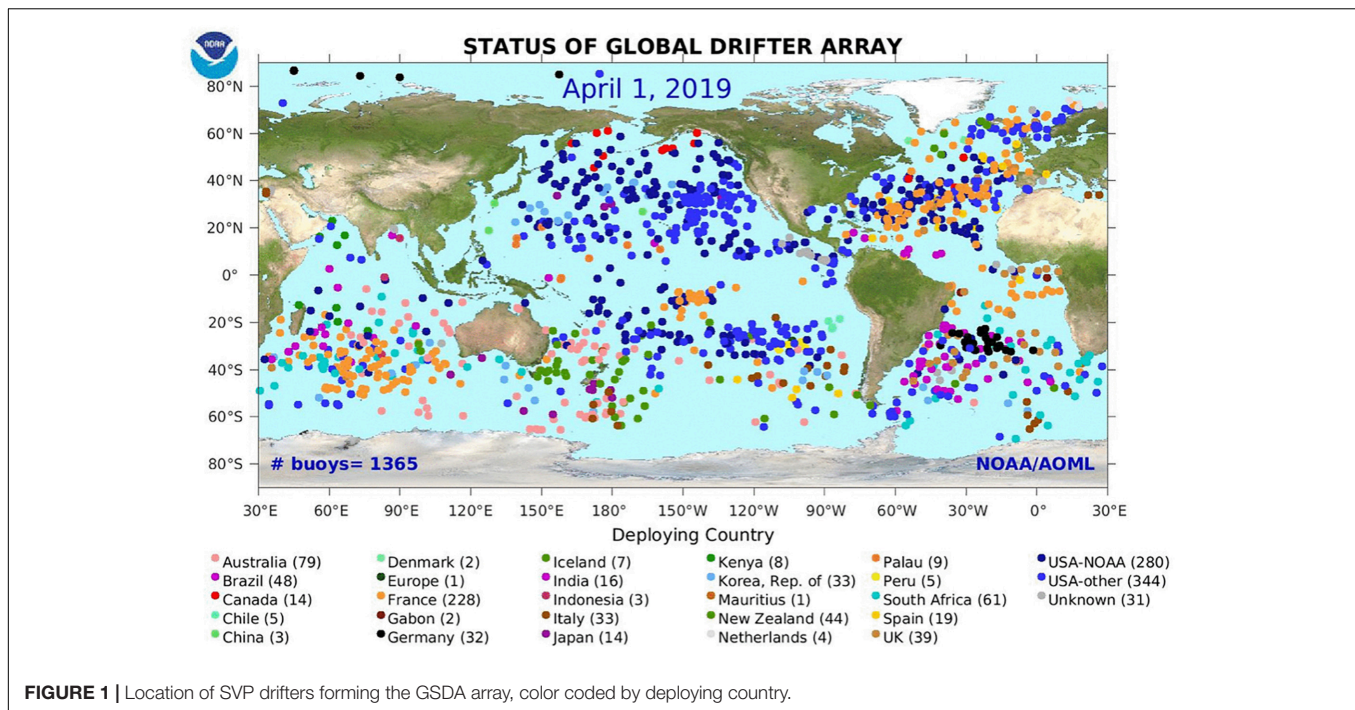 NOAA
STATUS OF GLOBAL DRIFTER ARRAY
April 1, 2019
80°N
60°N
40°N
20°N
0°
20°S
40°S
60°S
80°S
# buoys= 1365
NOAA/AOML
30°E 60°E 90°E 120°E 150°E 180° 150°W 120°W 90°W 60°W 30°W 0° 30°E
Deploying Country
Australia (79) Denmark (2) Iceland (7) Kenya (8) Palau (9) USA-NOAA (280)
Brazil (48) Europe (1) India (16) Korea, Rep. of (33) Peru (5) USA-other (344)
Canada (14) France (228) Indonesia (3) Mauritius (1) South Africa (61) Unknown (31)
Chile (5) Gabon (2) Italy (33) New Zealand (44) Spain (19)
China (3) Germany (32) Japan (14) Netherlands (4) UK (39)
FIGURE 1 | Location of SVP drifters forming the GSDA array, color coded by deploying country.